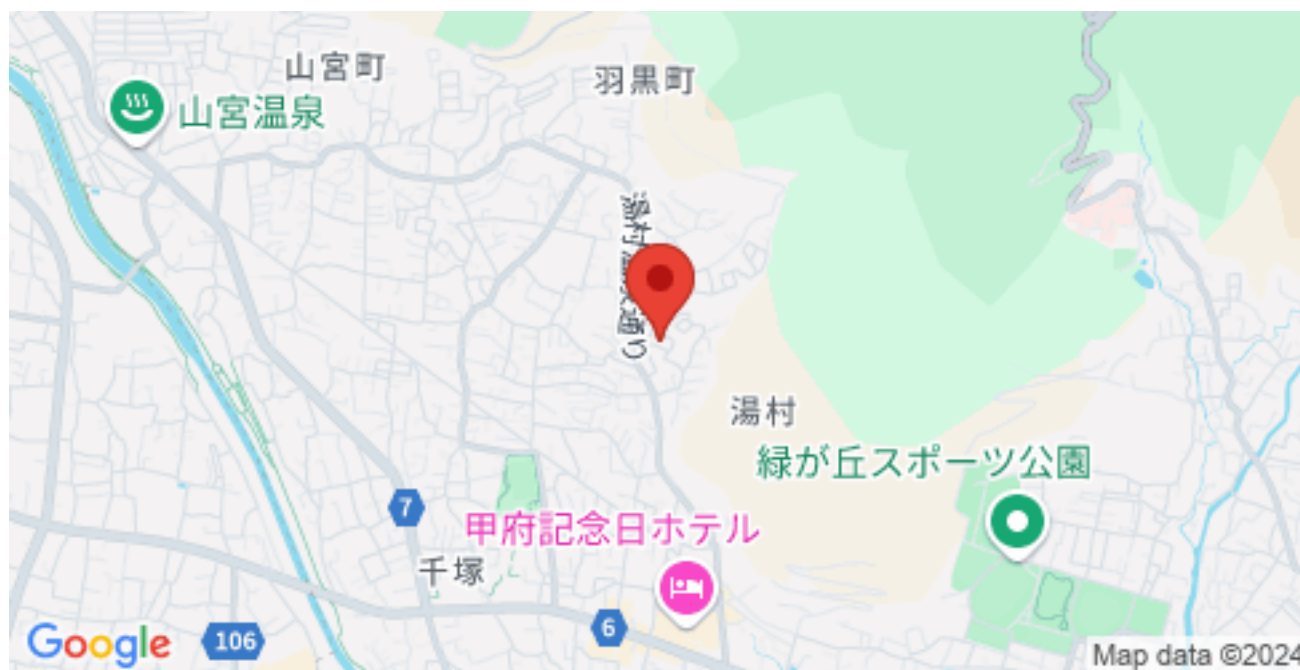 山宮町
羽黒町
山宮温泉
通り
湯村
緑が丘スポーツ公園
7
甲府記念日ホテル
千塚
6
106
Google
Map data ©2024